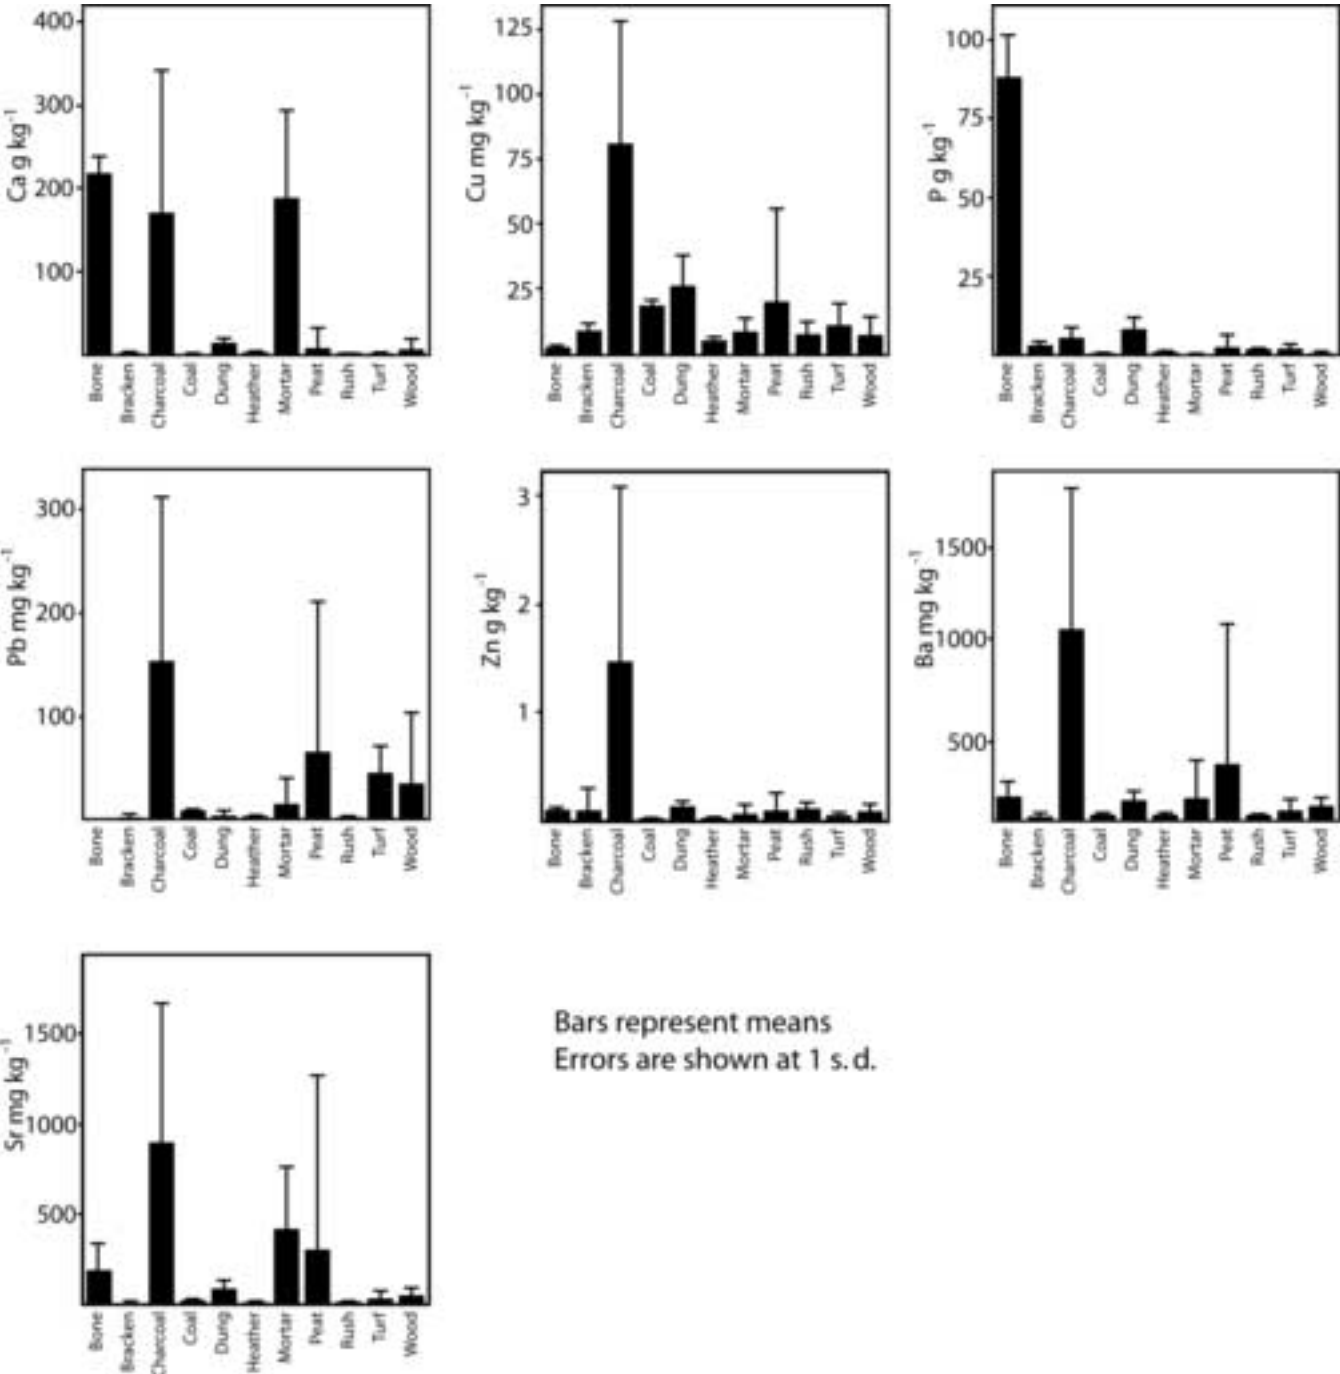 Ca g kg⁻¹
400
300
200
100
Bone Bracken Charcoal Coal Dung Heather Mortar Peat Rush Turf Wood
Cu mg kg⁻¹
125
100
75
50
25
Bone Bracken Charcoal Coal Dung Heather Mortar Peat Rush Turf Wood
P g kg⁻¹
100
75
50
25
Bone Bracken Charcoal Coal Dung Heather Mortar Peat Rush Turf Wood
Pb mg kg⁻¹
300
200
100
Bone Bracken Charcoal Coal Dung Heather Mortar Peat Rush Turf Wood
Zn g kg⁻¹
3
2
1
Bone Bracken Charcoal Coal Dung Heather Mortar Peat Rush Turf Wood
Ba mg kg⁻¹
1500
1000
500
Bone Bracken Charcoal Coal Dung Heather Mortar Peat Rush Turf Wood
Sr mg kg⁻¹
1500
1000
500
Bone Bracken Charcoal Coal Dung Heather Mortar Peat Rush Turf Wood
Bars represent means
Errors are shown at 1 s.d.